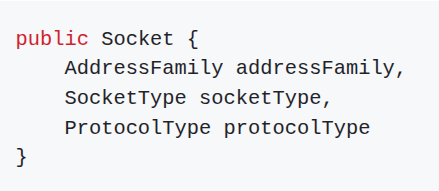 public Socket {
    AddressFamily addressFamily,
    SocketType socketType,
    ProtocolType protocolType
}